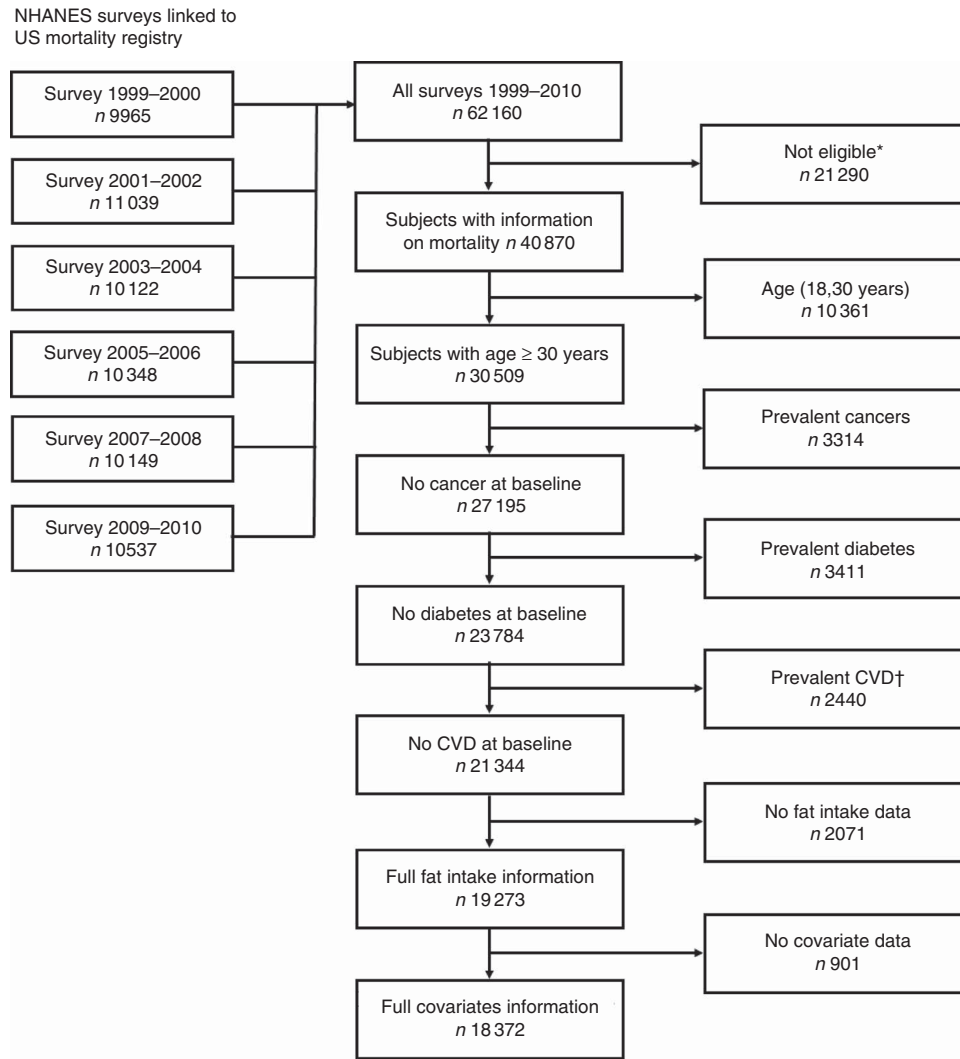 NHANES surveys linked to
US mortality registry
Survey 1999–2000
n 9965
Survey 2001–2002
n 11 039
Survey 2003–2004
n 10 122
Survey 2005–2006
n 10 348
Survey 2007–2008
n 10 149
Survey 2009–2010
n 10537
All surveys 1999–2010
n 62 160
Not eligible*
n 21 290
Subjects with information
on mortality n 40 870
Age (18,30 years)
n 10 361
Subjects with age ≥ 30 years
n 30 509
Prevalent cancers
n 3314
No cancer at baseline
n 27 195
Prevalent diabetes
n 3411
No diabetes at baseline
n 23 784
Prevalent CVD†
n 2440
No CVD at baseline
n 21 344
No fat intake data
n 2071
Full fat intake information
n 19 273
No covariate data
n 901
Full covariates information
n 18 372